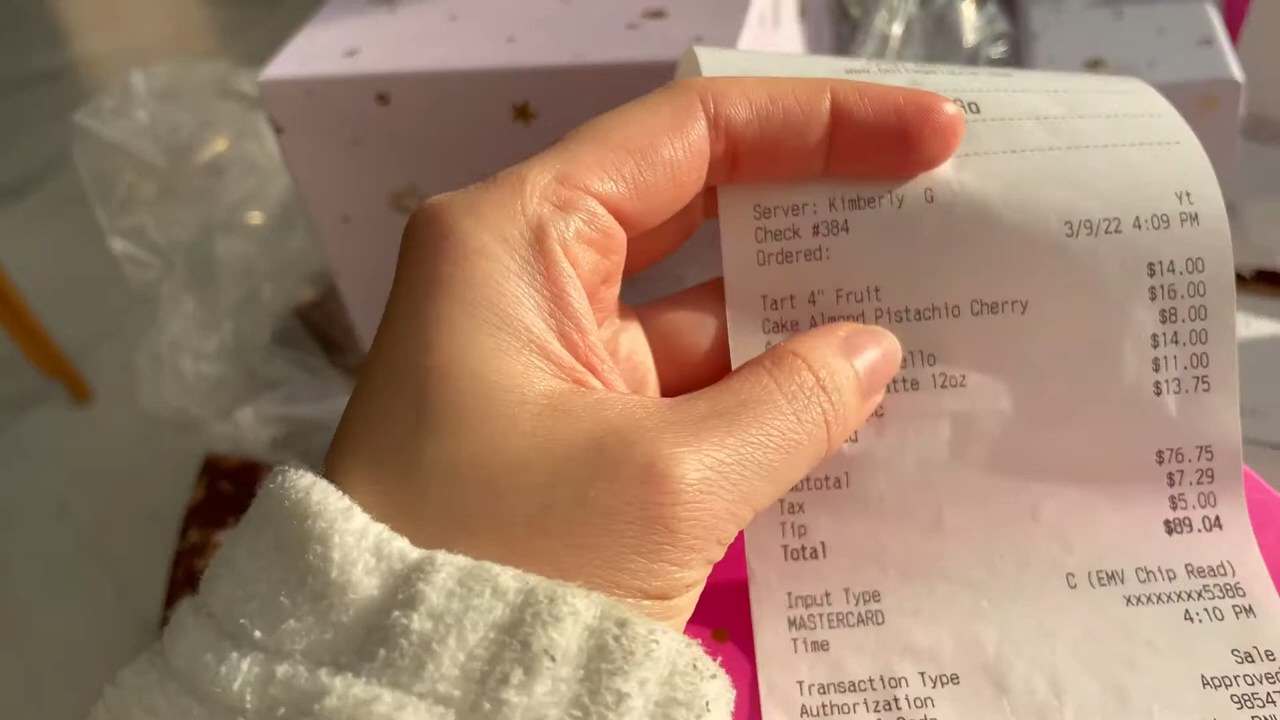 Server: Kimberly G Yt
Check #384 3/9/22 4:09 PM
Ordered:
Tart 4" Fruit $14.00
Cake Almond Pistachio Cherry $16.00
$8.00
$14.00
12oz $11.00
$13.75
Subtotal $76.75
Tax $7.29
Tip $5.00
Total $89.04
Input Type C (EMV Chip Read)
MASTERCARD xxxxxxxx5386
Time 4:10 PM
Transaction Type Sale
Authorization Approved